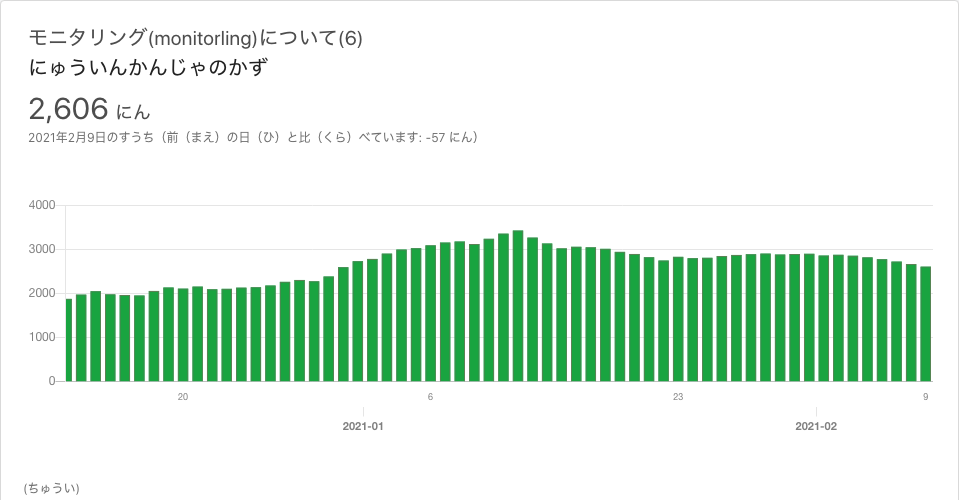 モニタリング(monitorling)について(6)
にゅういんかんじゃのかず
2,606 にん
2021年2月9日のすうち（前（まえ）の日（ひ）と比（くら）べています: -57 にん）
4000
3000
2000
1000
0
20 6 23 9
2021-01 2021-02
(ちゅうい)